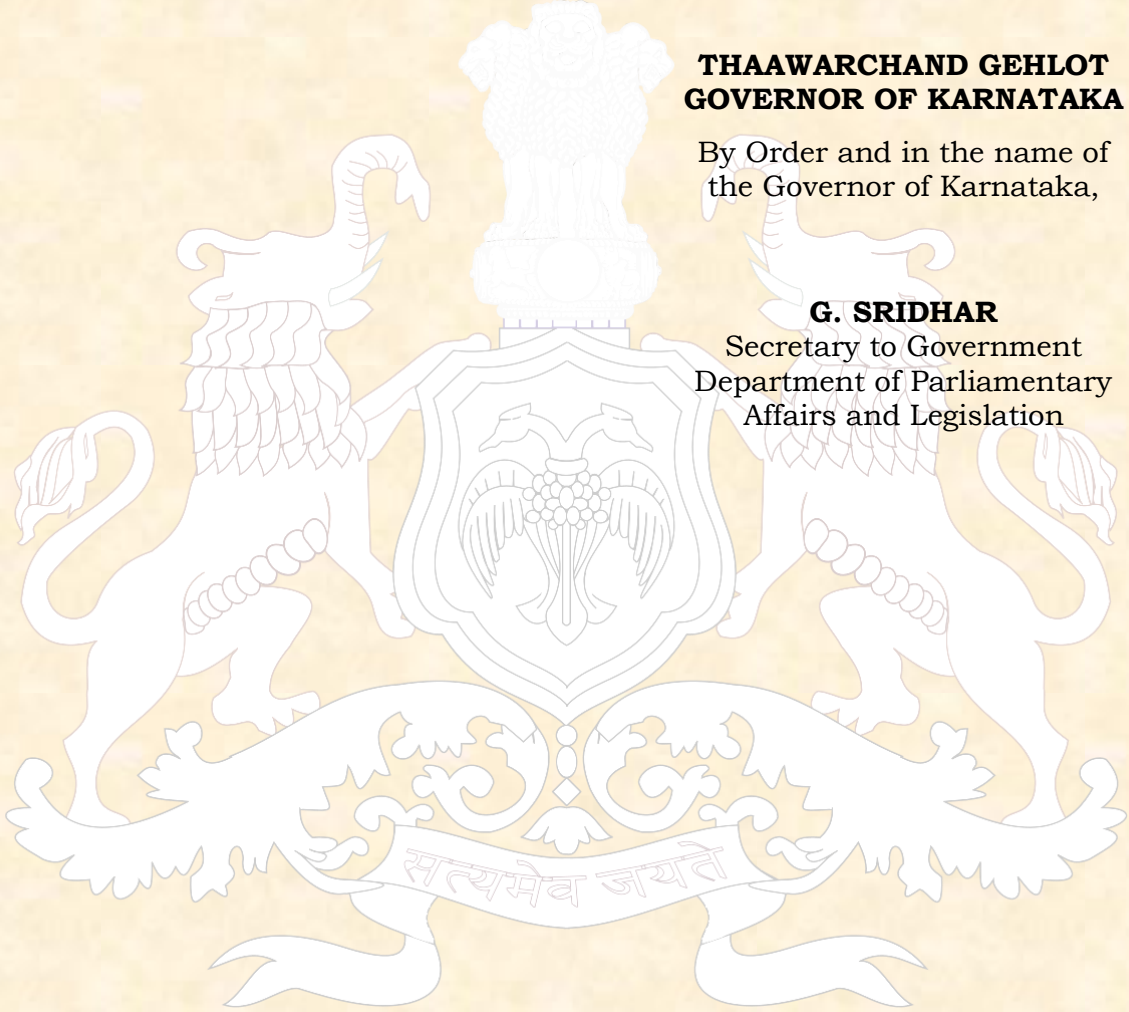 THAAWARCHAND GEHLOT
GOVERNOR OF KARNATAKA
By Order and in the name of
the Governor of Karnataka,
G. SRIDHAR
Secretary to Government
Department of Parliamentary
Affairs and Legislation
सत्यमेव जयते